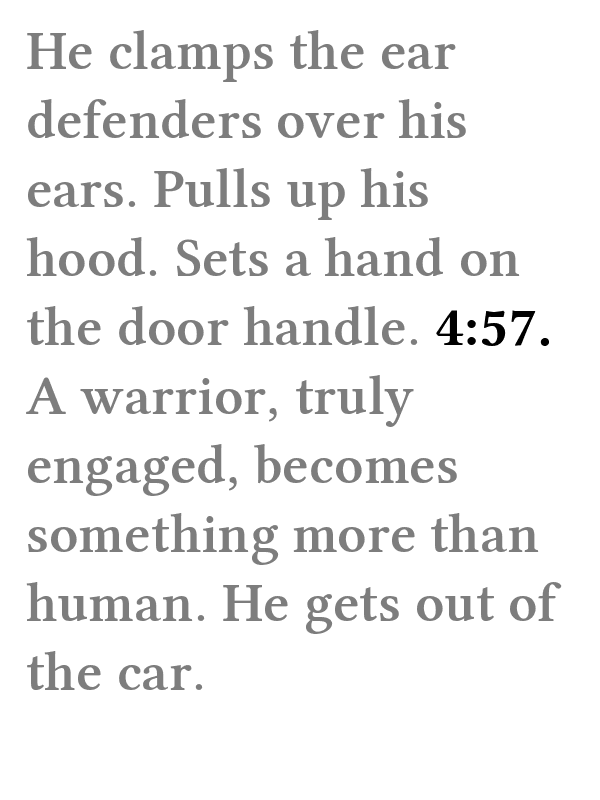 He clamps the ear
defenders over his
ears. Pulls up his
hood. Sets a hand on
the door handle. 4:57.
A warrior, truly
engaged, becomes
something more than
human. He gets out of
the car.